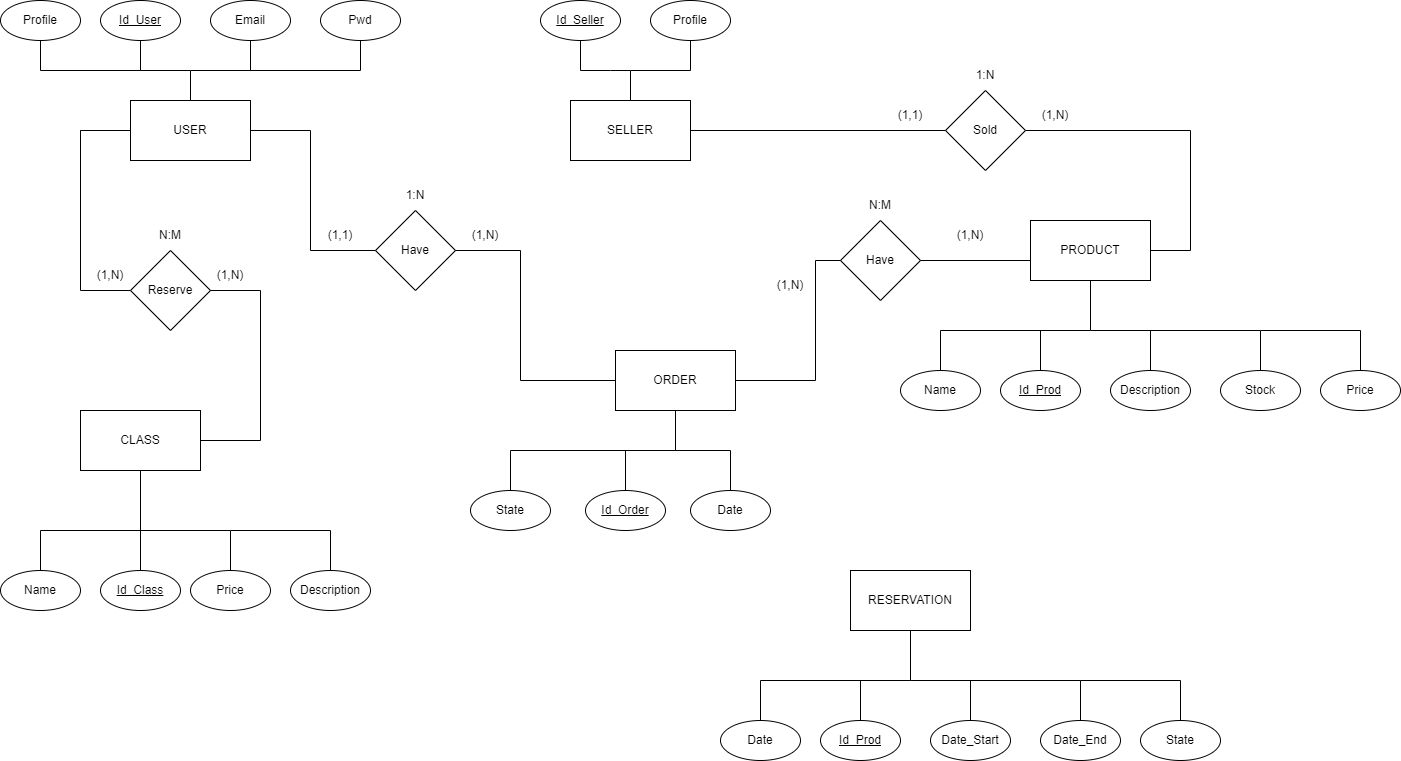 Profile
Id_User
Email
Pwd
Id_Seller
Profile
1:N
USER
SELLER
(1,1)
Sold
(1,N)
1:N
N:M
N:M
(1,1)
Have
(1,N)
(1,N)
PRODUCT
(1,N)
Reserve
(1,N)
Have
(1,N)
ORDER
Name
Id_Prod
Description
Stock
Price
CLASS
State
Id_Order
Date
Name
Id_Class
Price
Description
RESERVATION
Date
Id_Prod
Date_Start
Date_End
State